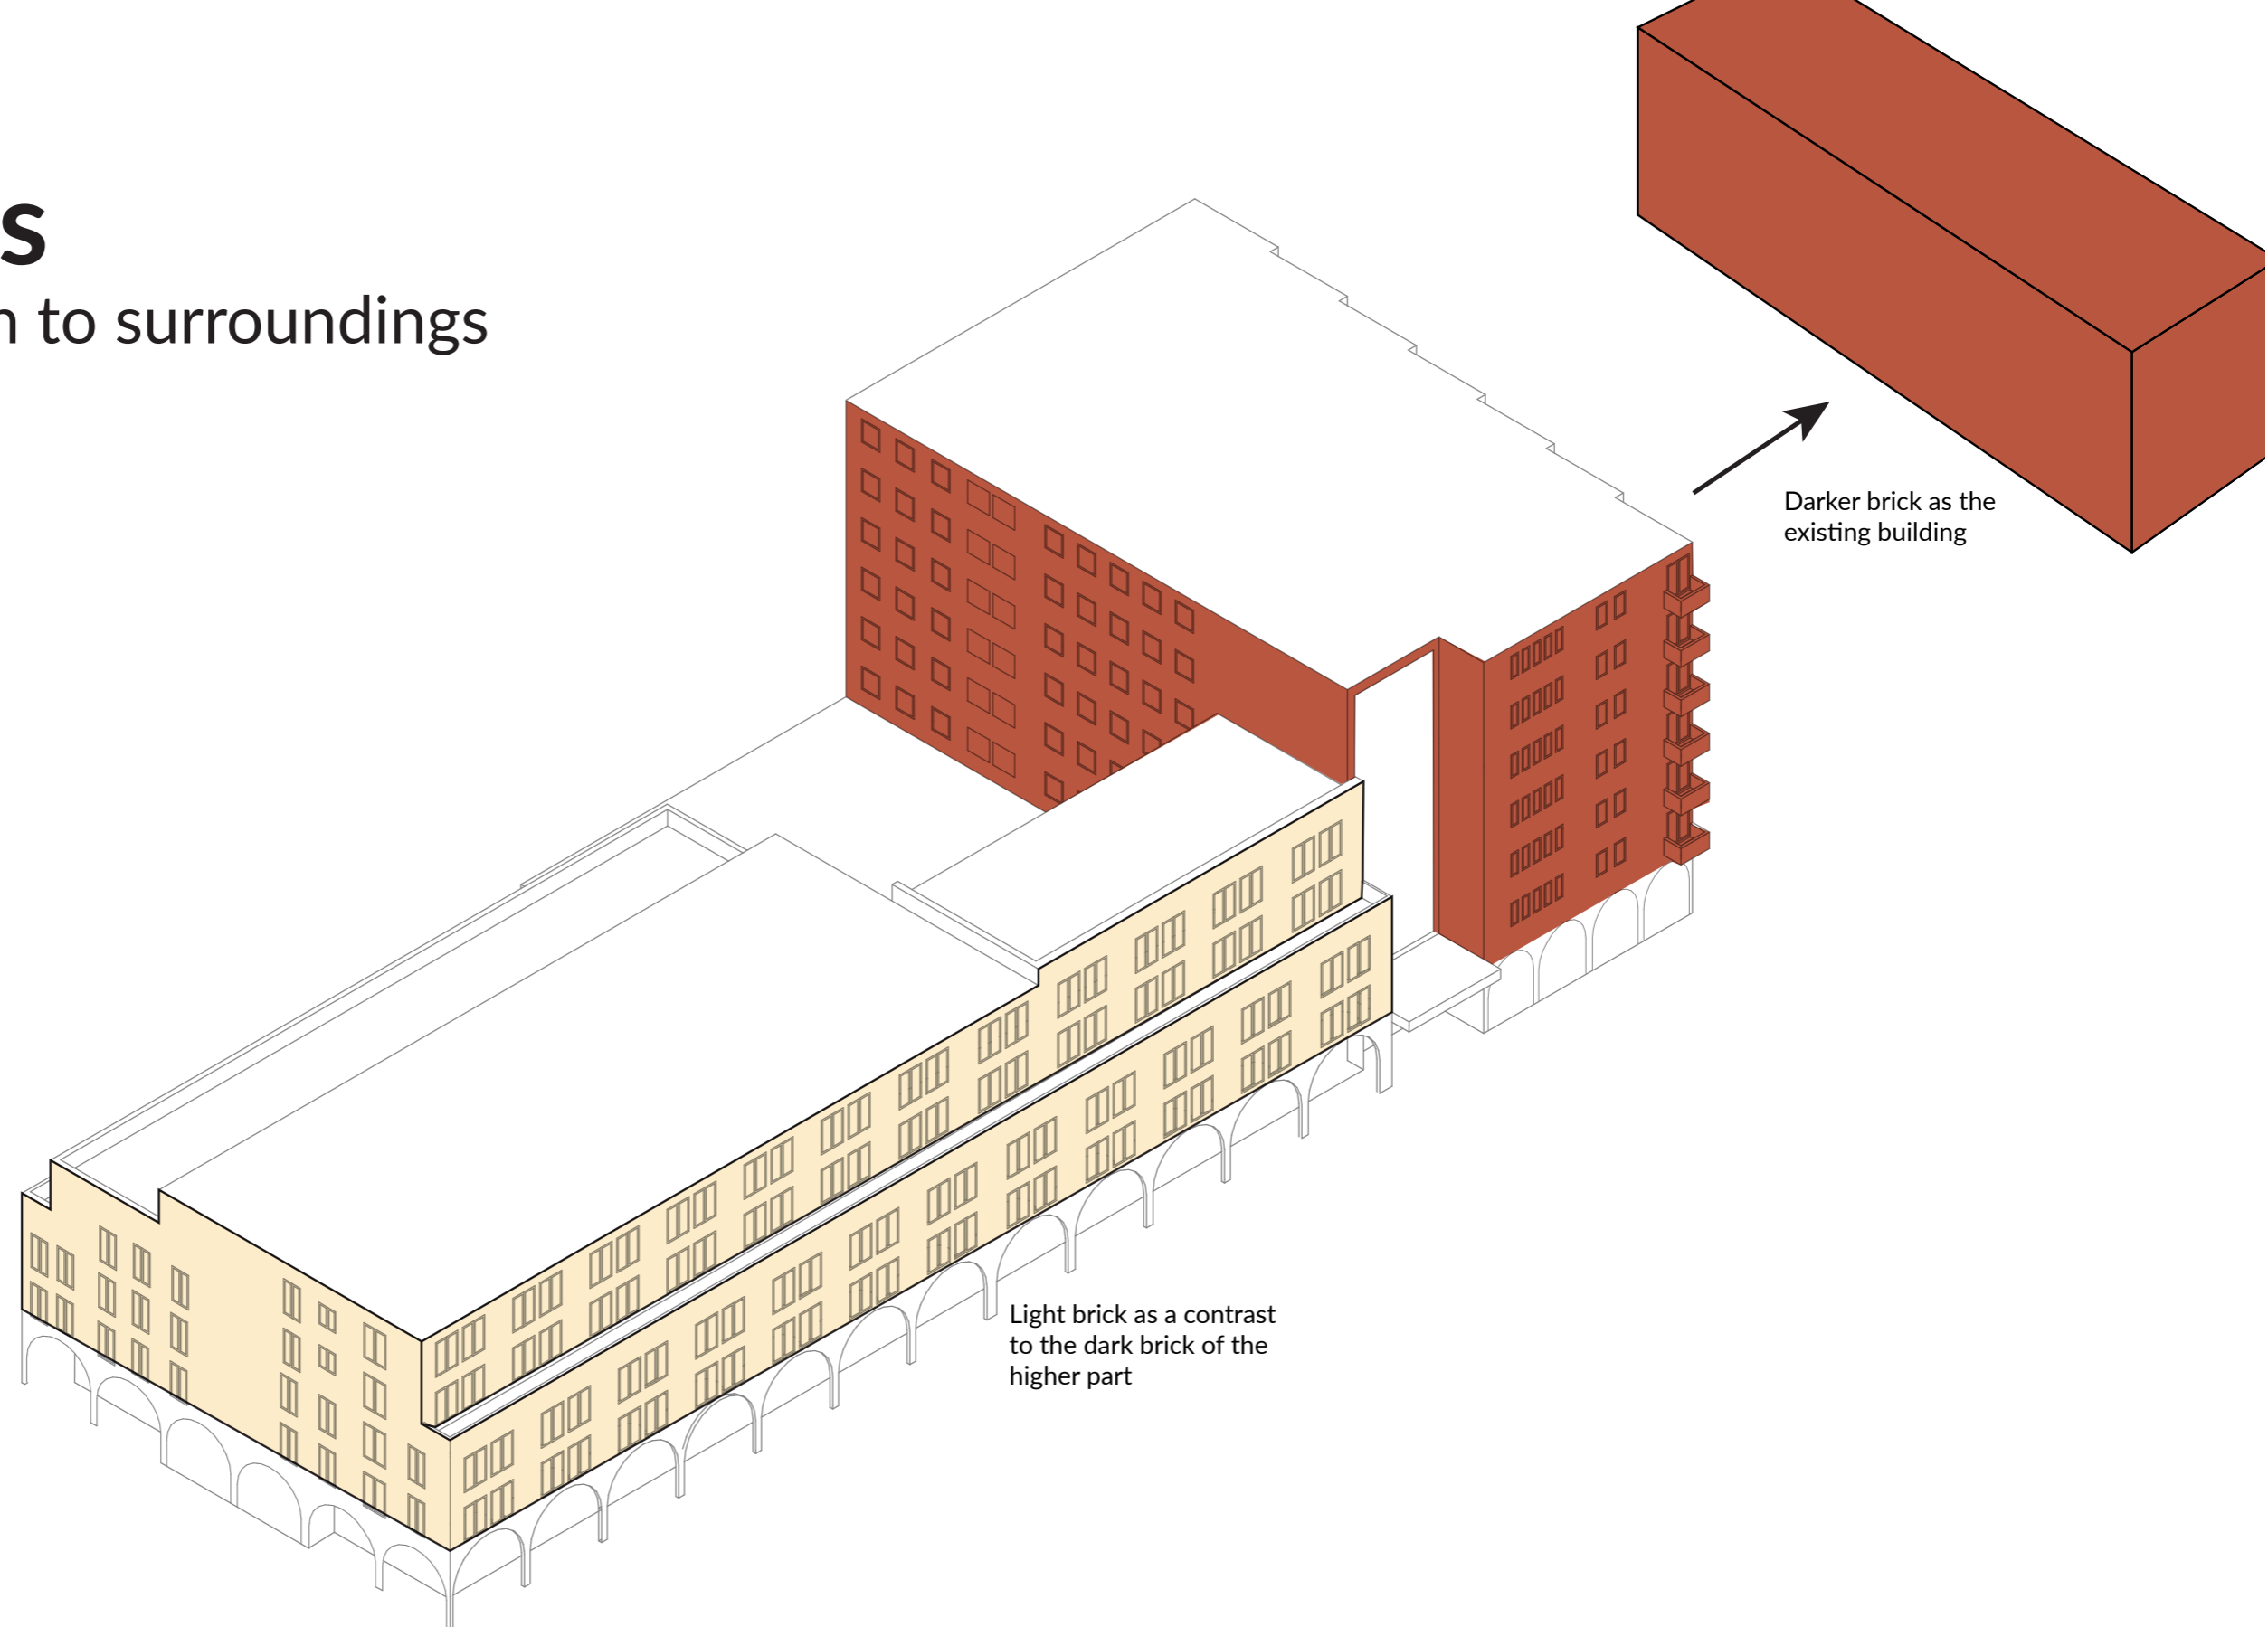 s
n to surroundings
Darker brick as the
existing building
Light brick as a contrast
to the dark brick of the
higher part